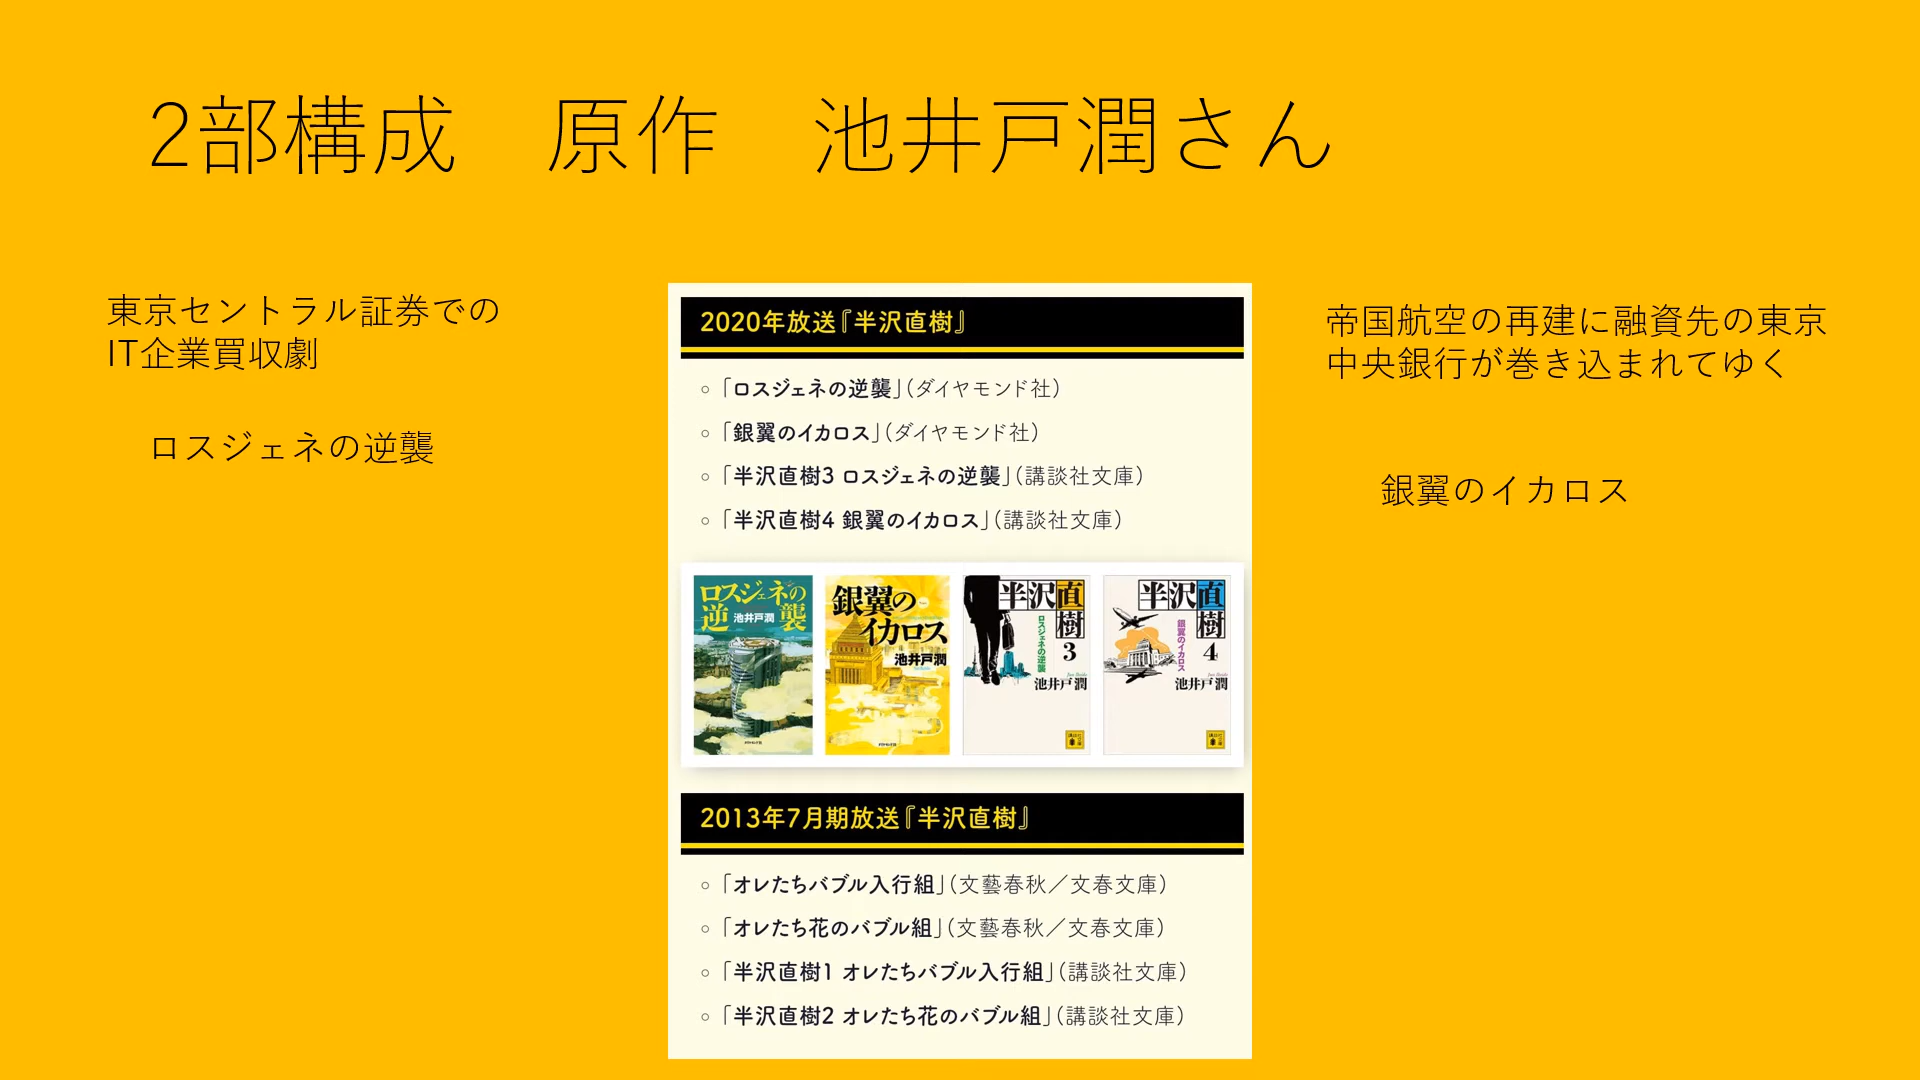 2部構成　原作　池井戸潤さん
東京セントラル証券での
IT企業買収劇
ロスジェネの逆襲
2020年放送『半沢直樹』
「ロスジェネの逆襲」(ダイヤモンド社)
「銀翼のイカロス」(ダイヤモンド社)
「半沢直樹3 ロスジェネの逆襲」(講談社文庫)
「半沢直樹4 銀翼のイカロス」(講談社文庫)
ロスジェネの
逆襲
池井戸潤
銀翼の
イカロス
池井戸潤
半沢直樹
3
ロスジェネの逆襲
池井戸潤
半沢直樹
4
銀翼のイカロス
池井戸潤
2013年7月期放送『半沢直樹』
「オレたちバブル入行組」(文藝春秋／文春文庫)
「オレたち花のバブル組」(文藝春秋／文春文庫)
「半沢直樹1 オレたちバブル入行組」(講談社文庫)
「半沢直樹2 オレたち花のバブル組」(講談社文庫)
帝国航空の再建に融資先の東京
中央銀行が巻き込まれてゆく
銀翼のイカロス